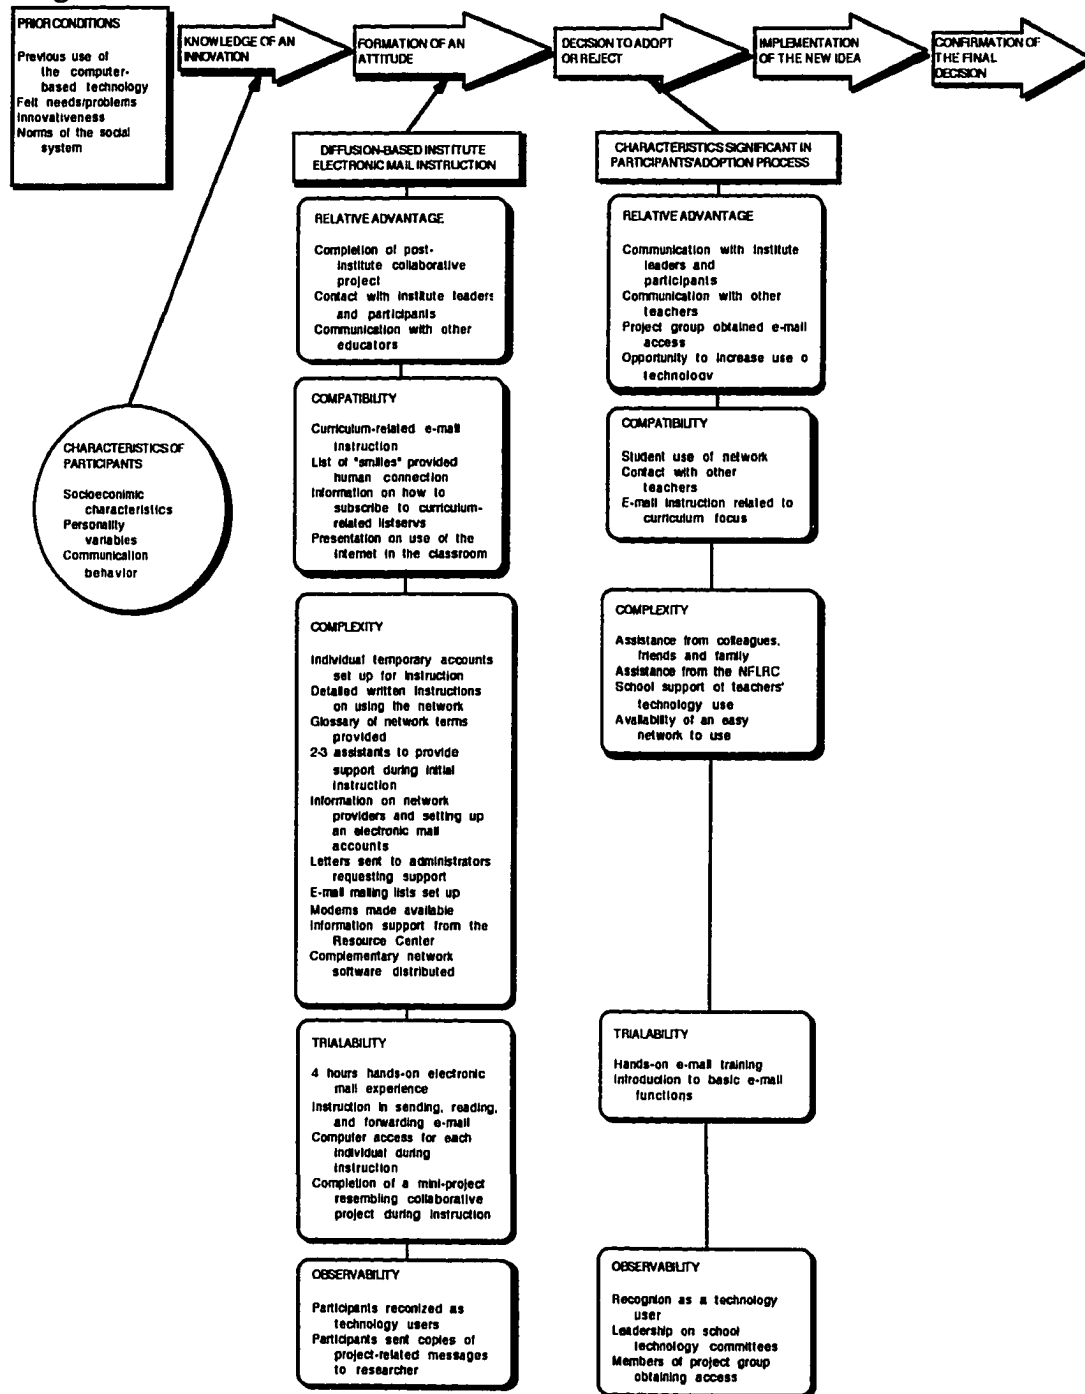 PRIOR CONDITIONS
Previous use of
the computer-
based technology
Felt needs/problems
Innovativeness
Norms of the social
system
KNOWLEDGE OF AN
INNOVATION
FORMATION OF AN
ATTITUDE
DECISION TO ADOPT
OR REJECT
IMPLEMENTATION
OF THE NEW IDEA
CONFIRMATION OF
THE FINAL
DECISION
CHARACTERISTICS OF
PARTICIPANTS
Socioeconimic
characteristics
Personality
variables
Communication
behavior
DIFFUSION-BASED INSTITUTE
ELECTRONIC MAIL INSTRUCTION
RELATIVE ADVANTAGE
Completion of post-
institute collaborative
project
Contact with institute leaders
and participants
Communication with other
educators
COMPATIBILITY
Curriculum-related e-mail
instruction
List of "smilies" provided
human connection
Information on how to
subscribe to curriculum-
related listservs
Presentation on use of the
Internet in the classroom
COMPLEXITY
Individual temporary accounts
set up for instruction
Detailed written instructions
on using the network
Glossary of network terms
provided
2-3 assistants to provide
support during initial
instruction
Information on network
providers and setting up
an electronic mail
accounts
Letters sent to administrators
requesting support
E-mail mailing lists set up
Modems made available
Information support from the
Resource Center
Complementary network
software distributed
TRIALABILITY
4 hours hands-on electronic
mail experience
Instruction in sending, reading,
and forwarding e-mail
Computer access for each
individual during
instruction
Completion of a mini-project
resembling collaborative
project during instruction
OBSERVABILITY
Participants reconized as
technology users
Participants sent copies of
project-related messages
to researcher
CHARACTERISTICS SIGNIFICANT IN
PARTICIPANTS'ADOPTION PROCESS
RELATIVE ADVANTAGE
Communication with institute
leaders and
participants
Communication with other
teachers
Project group obtained e-mail
access
Opportunity to increase use o
technology
COMPATIBILITY
Student use of network
Contact with other
teachers
E-mail instruction related to
curriculum focus
COMPLEXITY
Assistance from colleagues,
friends and family
Assistance from the NFLRC
School support of teachers'
technology use
Availability of an easy
network to use
TRIALABILITY
Hands-on e-mail training
Introduction to basic e-mail
functions
OBSERVABILITY
Recognion as a technology
user
Leadership on school
technology committees
Members of project group
obtaining access